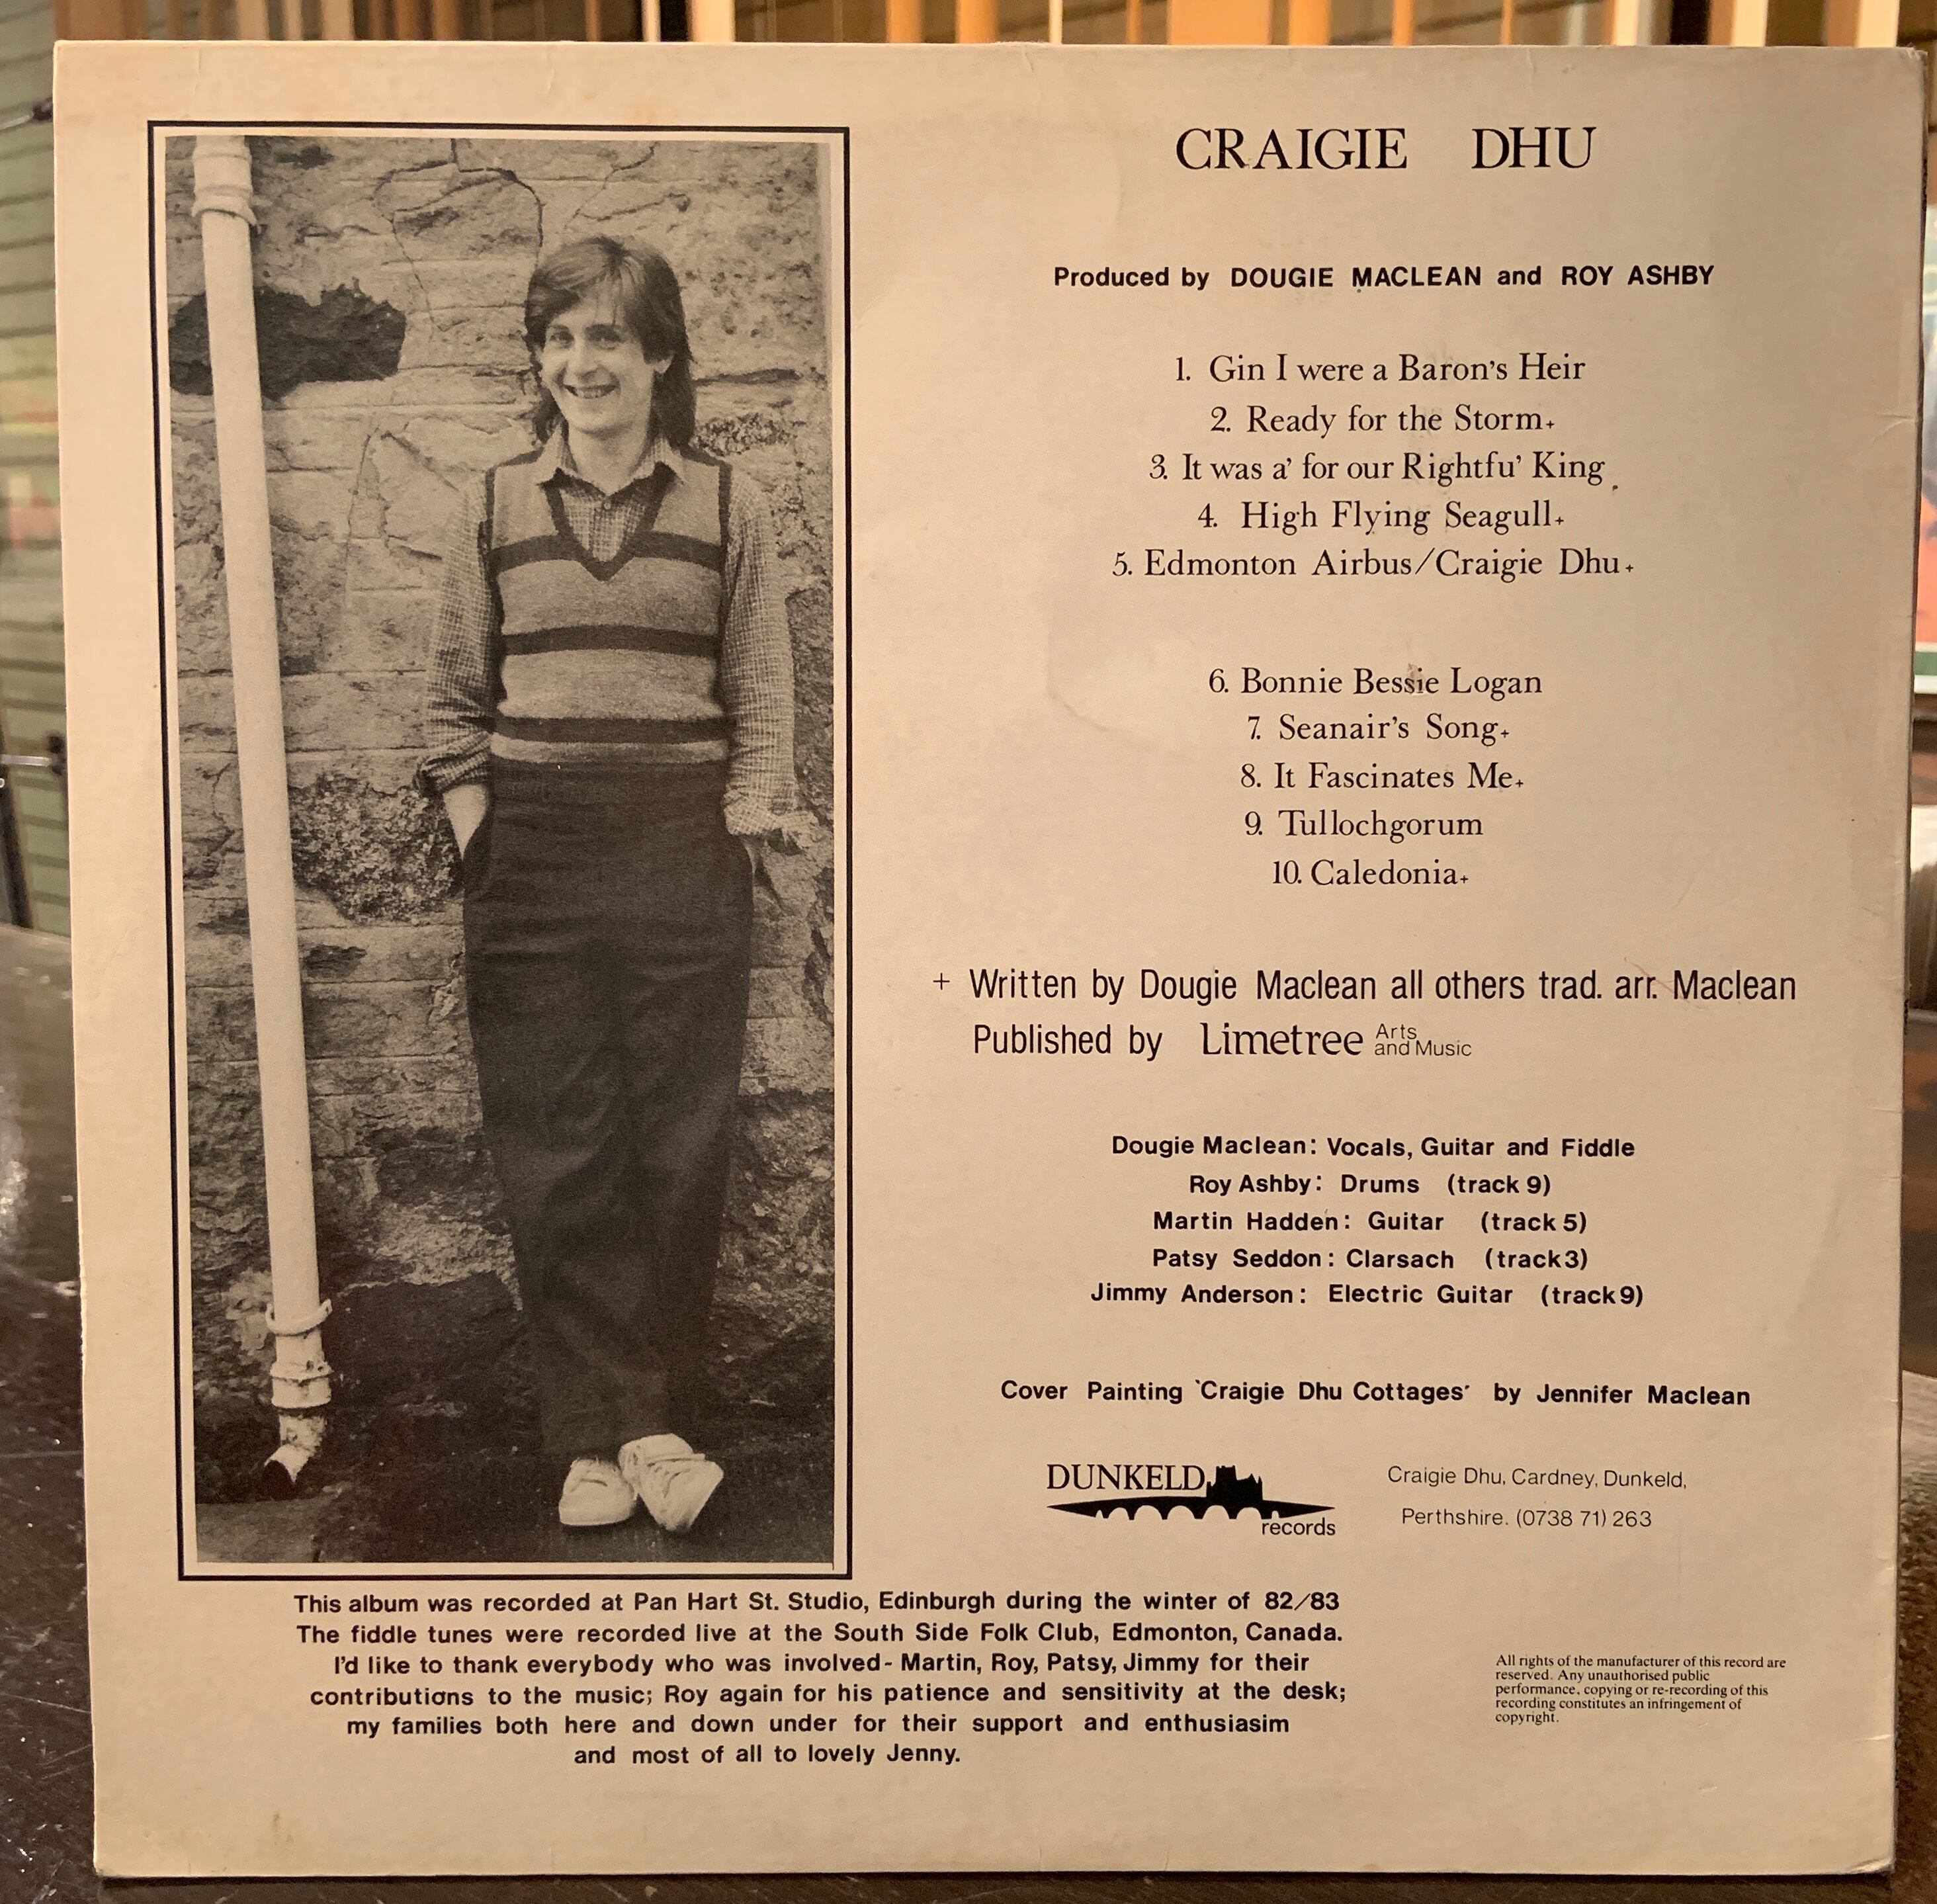 CRAIGIE DHU
Produced by DOUGIE MACLEAN and ROY ASHBY
1. Gin I were a Baron's Heir
2. Ready for the Storm+
3. It was a' for our Rightfu' King
4. High Flying Seagull+
5. Edmonton Airbus/Craigie Dhu+
6. Bonnie Bessie Logan
7. Seanair's Song+
8. It Fascinates Me+
9. Tullochgorum
10. Caledonia+
+ Written by Dougie Maclean all others trad. arr. Maclean
Published by Limetree Arts and Music
Dougie Maclean: Vocals, Guitar and Fiddle
Roy Ashby: Drums (track 9)
Martin Hadden: Guitar (track 5)
Patsy Seddon: Clarsach (track 3)
Jimmy Anderson: Electric Guitar (track 9)
Cover Painting 'Craigie Dhu Cottages' by Jennifer Maclean
DUNKELD
records
Craigie Dhu, Cardney, Dunkeld,
Perthshire. (0738 71) 263
This album was recorded at Pan Hart St. Studio, Edinburgh during the winter of 82/83
The fiddle tunes were recorded live at the South Side Folk Club, Edmonton, Canada.
I'd like to thank everybody who was involved- Martin, Roy, Patsy, Jimmy for their
contributions to the music; Roy again for his patience and sensitivity at the desk;
my families both here and down under for their support and enthusiasim
and most of all to lovely Jenny.
All rights of the manufacturer of this record are
reserved. Any unauthorised public
performance, copying or re-recording of this
recording constitutes an infringement of
copyright.